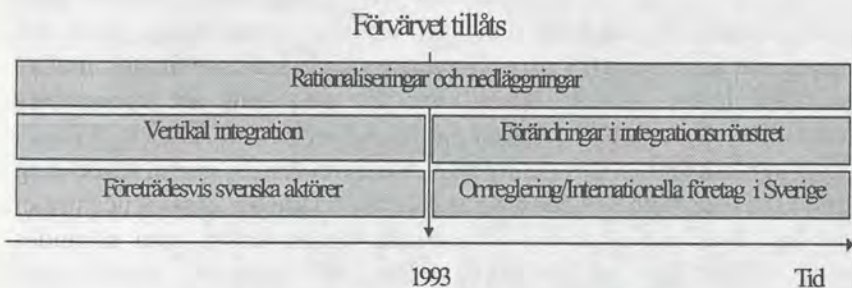 Förvärvet tillåts
Rationaliseringar och nedläggningar
Vertikal integration
Förändringar i integrationsmönstret
Företrädesvis svenska aktörer
Omreglering/Internationella företag i Sverige
1993
Tid